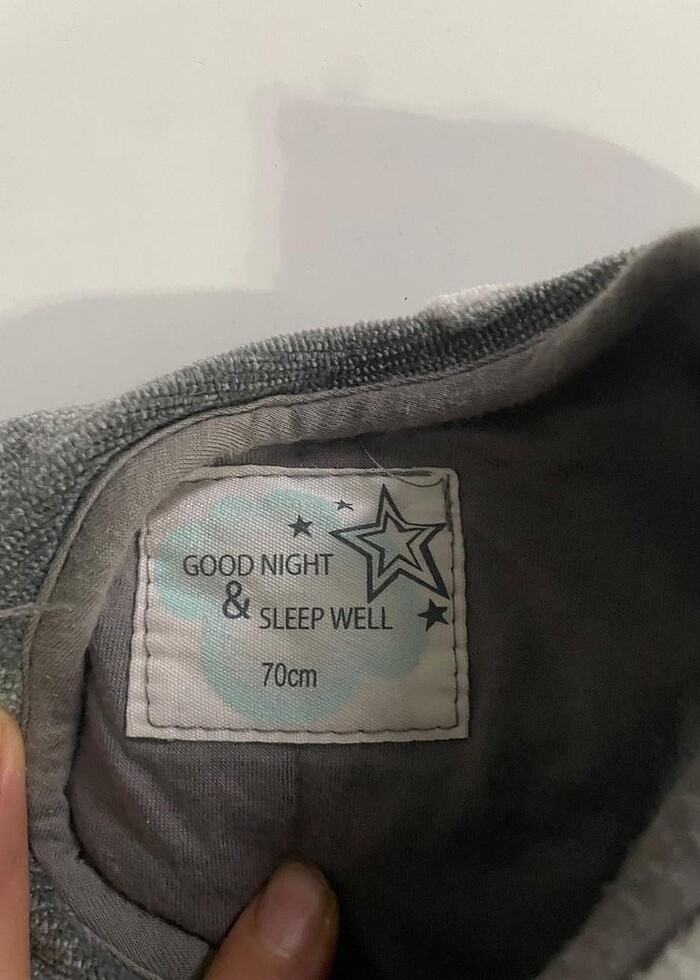 GOOD NIGHT
&
SLEEP WELL
70cm